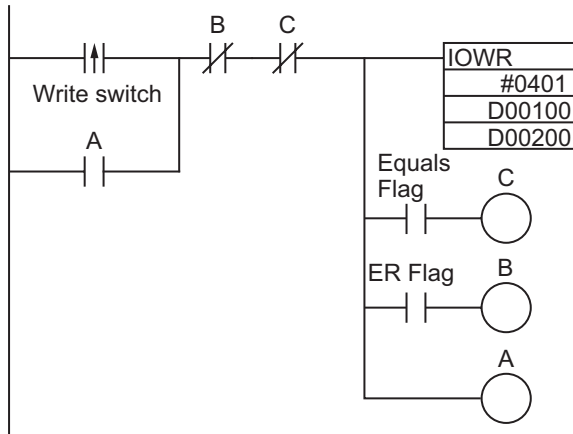 B
C
IOWR
#0401
D00100
D00200
Write switch
A
Equals
Flag
C
ER Flag
B
A